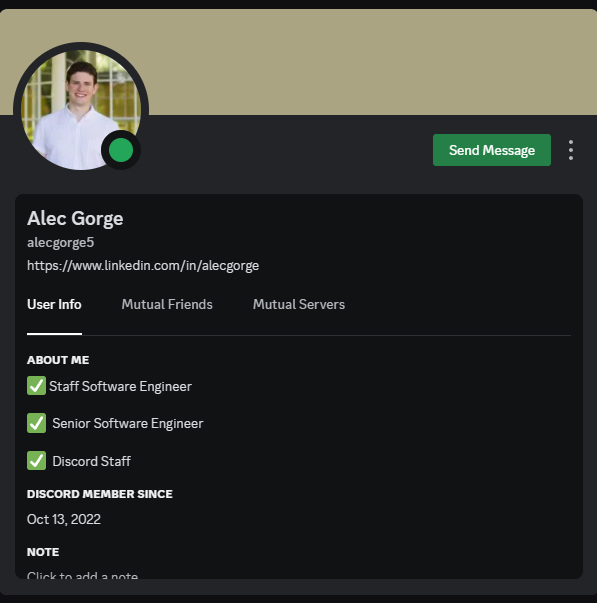 Send Message
Alec Gorge
alecgorge5
https://www.linkedin.com/in/alecgorge
User Info Mutual Friends Mutual Servers
ABOUT ME
✅ Staff Software Engineer
✅ Senior Software Engineer
✅ Discord Staff
DISCORD MEMBER SINCE
Oct 13, 2022
NOTE
Click to add a note